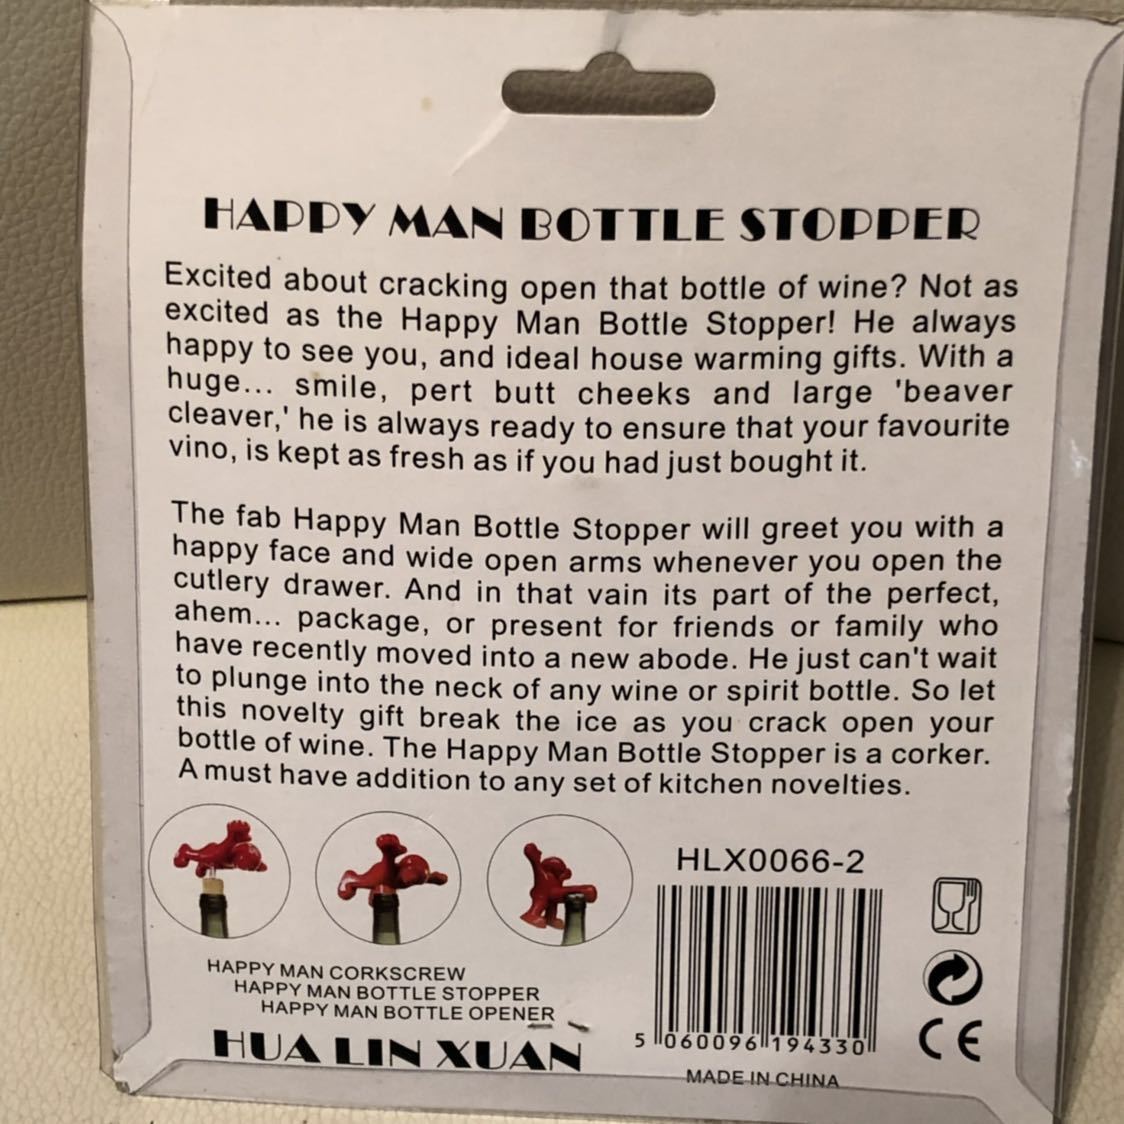 HAPPY MAN BOTTLE STOPPER
Excited about cracking open that bottle of wine? Not as
excited as the Happy Man Bottle Stopper! He always
happy to see you, and ideal house warming gifts. With a
huge... smile, pert butt cheeks and large 'beaver
cleaver,' he is always ready to ensure that your favourite
vino, is kept as fresh as if you had just bought it.
The fab Happy Man Bottle Stopper will greet you with a
happy face and wide open arms whenever you open the
cutlery drawer. And in that vain its part of the perfect,
ahem... package, or present for friends or family who
have recently moved into a new abode. He just can't wait
to plunge into the neck of any wine or spirit bottle. So let
this novelty gift break the ice as you crack open your
bottle of wine. The Happy Man Bottle Stopper is a corker.
A must have addition to any set of kitchen novelties.
HAPPY MAN CORKSCREW
HAPPY MAN BOTTLE STOPPER
HAPPY MAN BOTTLE OPENER
HUA LIN XUAN
HLX0066-2
5 060096 194330
MADE IN CHINA
CE